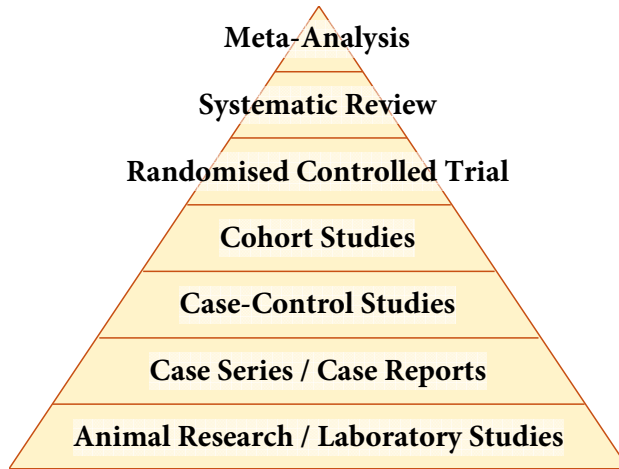 Meta-Analysis
Systematic Review
Randomised Controlled Trial
Cohort Studies
Case-Control Studies
Case Series / Case Reports
Animal Research / Laboratory Studies